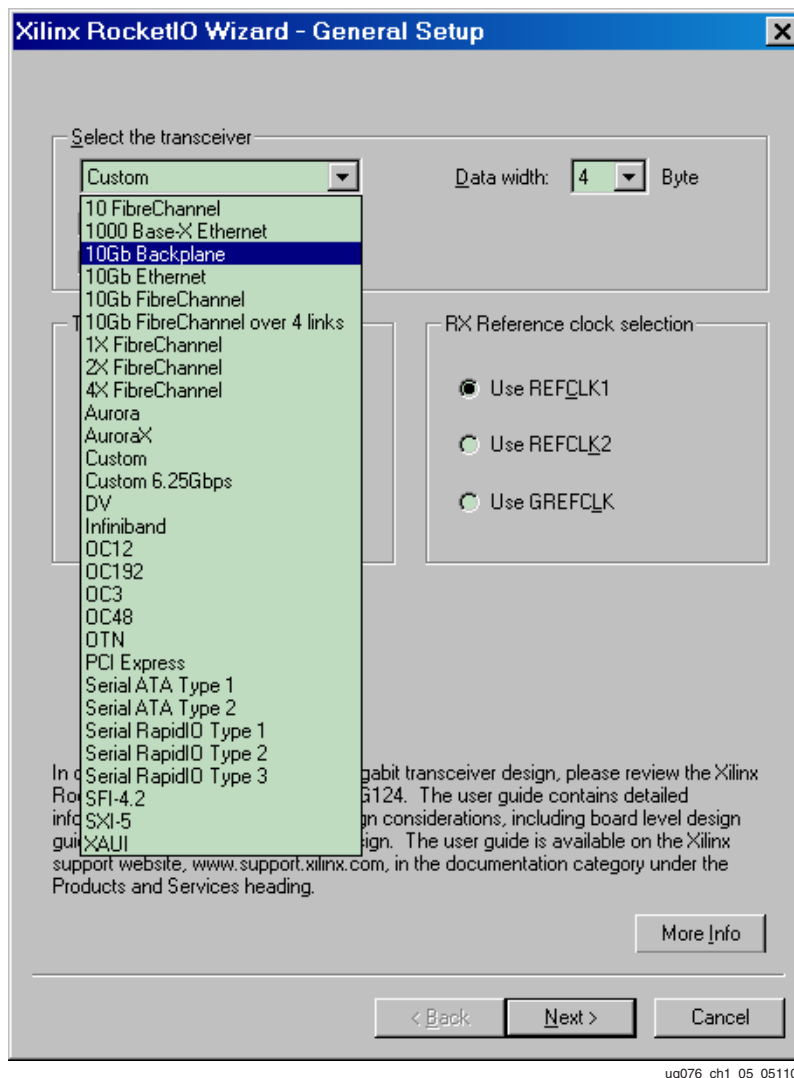 Xilinx RocketIO Wizard - General Setup
Select the transceiver
Custom
Data width: 4 Byte
10 FibreChannel
1000 Base-X Ethernet
10Gb Backplane
10Gb Ethernet
10Gb FibreChannel
10Gb FibreChannel over 4 links
1X FibreChannel
2X FibreChannel
4X FibreChannel
Aurora
AuroraX
Custom
Custom 6.25Gbps
DV
Infiniband
OC12
OC192
OC3
OC48
OTN
PCI Express
Serial ATA Type 1
Serial ATA Type 2
Serial RapidIO Type 1
Serial RapidIO Type 2
Serial RapidIO Type 3
SFI-4.2
SXI-5
XAUI
RX Reference clock selection
Use REFCLK1
Use REFCLK2
Use GREFCLK
In gabit transceiver design, please review the Xilinx
G124. The user guide contains detailed
considerations, including board level design
The user guide is available on the Xilinx
support website, www.support.xilinx.com, in the documentation category under the
Products and Services heading.
More Info
< Back
Next >
Cancel
ug076_ch1_05_05110